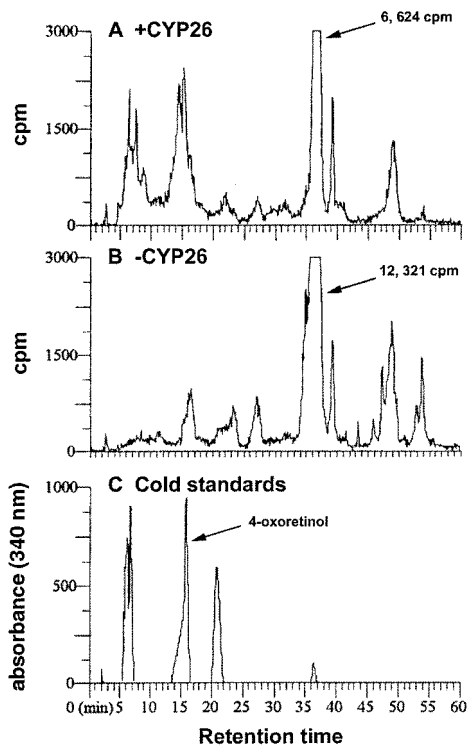 A +CYP26
6, 624 cpm
3000
1500
0
cpm
B -CYP26
12, 321 cpm
3000
1500
0
cpm
C Cold standards
4-oxoretinol
1000
500
0
absorbance (340 nm)
0 (min) 5 10 15 20 25 30 35 40 45 50 55 60
Retention time